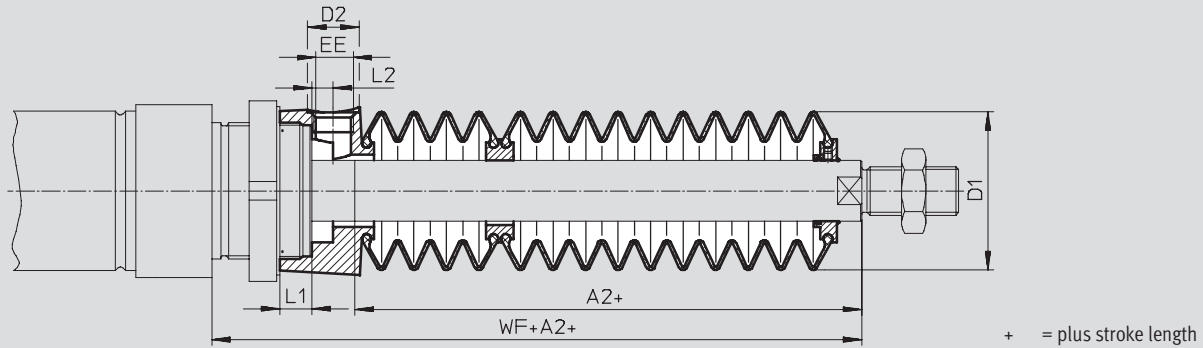 D2
EE
L2
D1
L1
A2+
WF+A2+
+ = plus stroke length